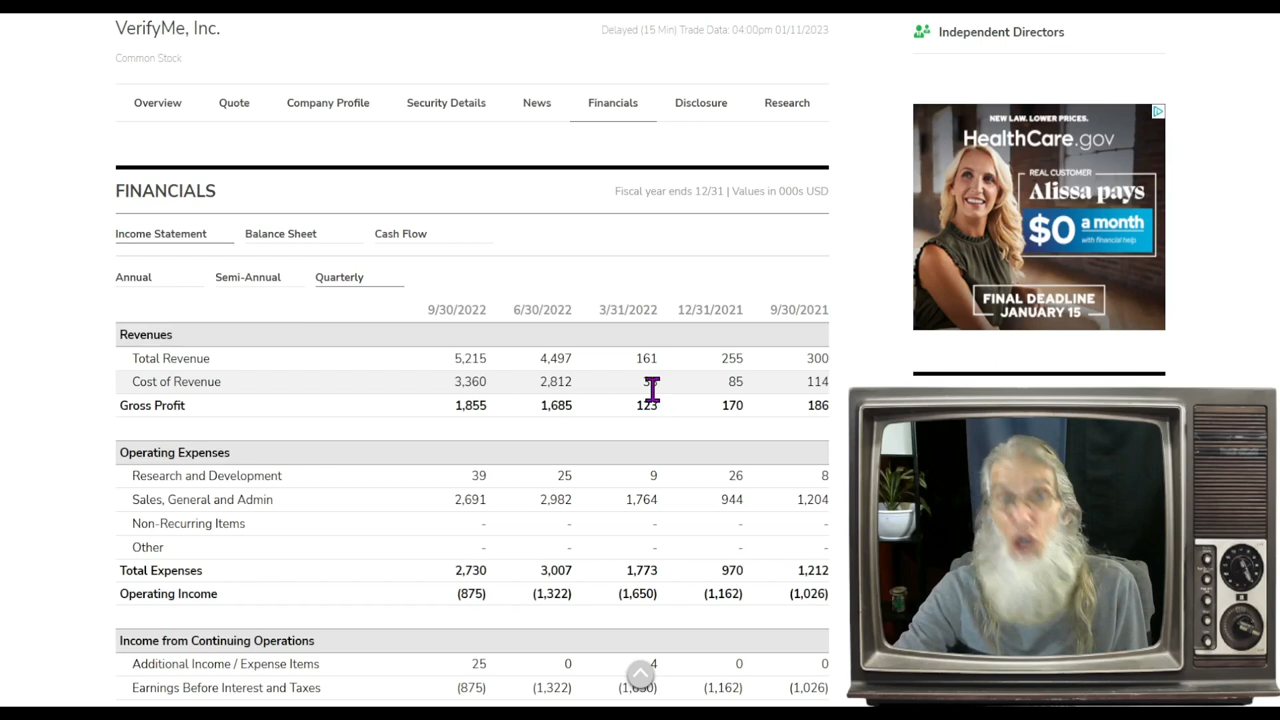 VerifyMe, Inc.
Delayed (15 Min) Trade Data: 04:00pm 01/11/2023
Common Stock
Overview Quote Company Profile Security Details News Financials Disclosure Research
FINANCIALS
Fiscal year ends 12/31 | Values in 000s USD
Income Statement Balance Sheet Cash Flow
Annual Semi-Annual Quarterly
9/30/2022 6/30/2022 3/31/2022 12/31/2021 9/30/2021
Revenues
Total Revenue 5,215 4,497 161 255 300
Cost of Revenue 3,360 2,812 85 114
Gross Profit 1,855 1,685 123 170 186
Operating Expenses
Research and Development 39 25 9 26 8
Sales, General and Admin 2,691 2,982 1,764 944 1,204
Non-Recurring Items - - - - -
Other - - - - -
Total Expenses 2,730 3,007 1,773 970 1,212
Operating Income (875) (1,322) (1,650) (1,162) (1,026)
Income from Continuing Operations
Additional Income / Expense Items 25 0 4 0 0
Earnings Before Interest and Taxes (875) (1,322) (1,162) (1,026)
Independent Directors
NEW LAW. LOWER PRICES.
HealthCare.gov
REAL CUSTOMER
Alissa pays
$0 a month
with financial help
FINAL DEADLINE
JANUARY 15